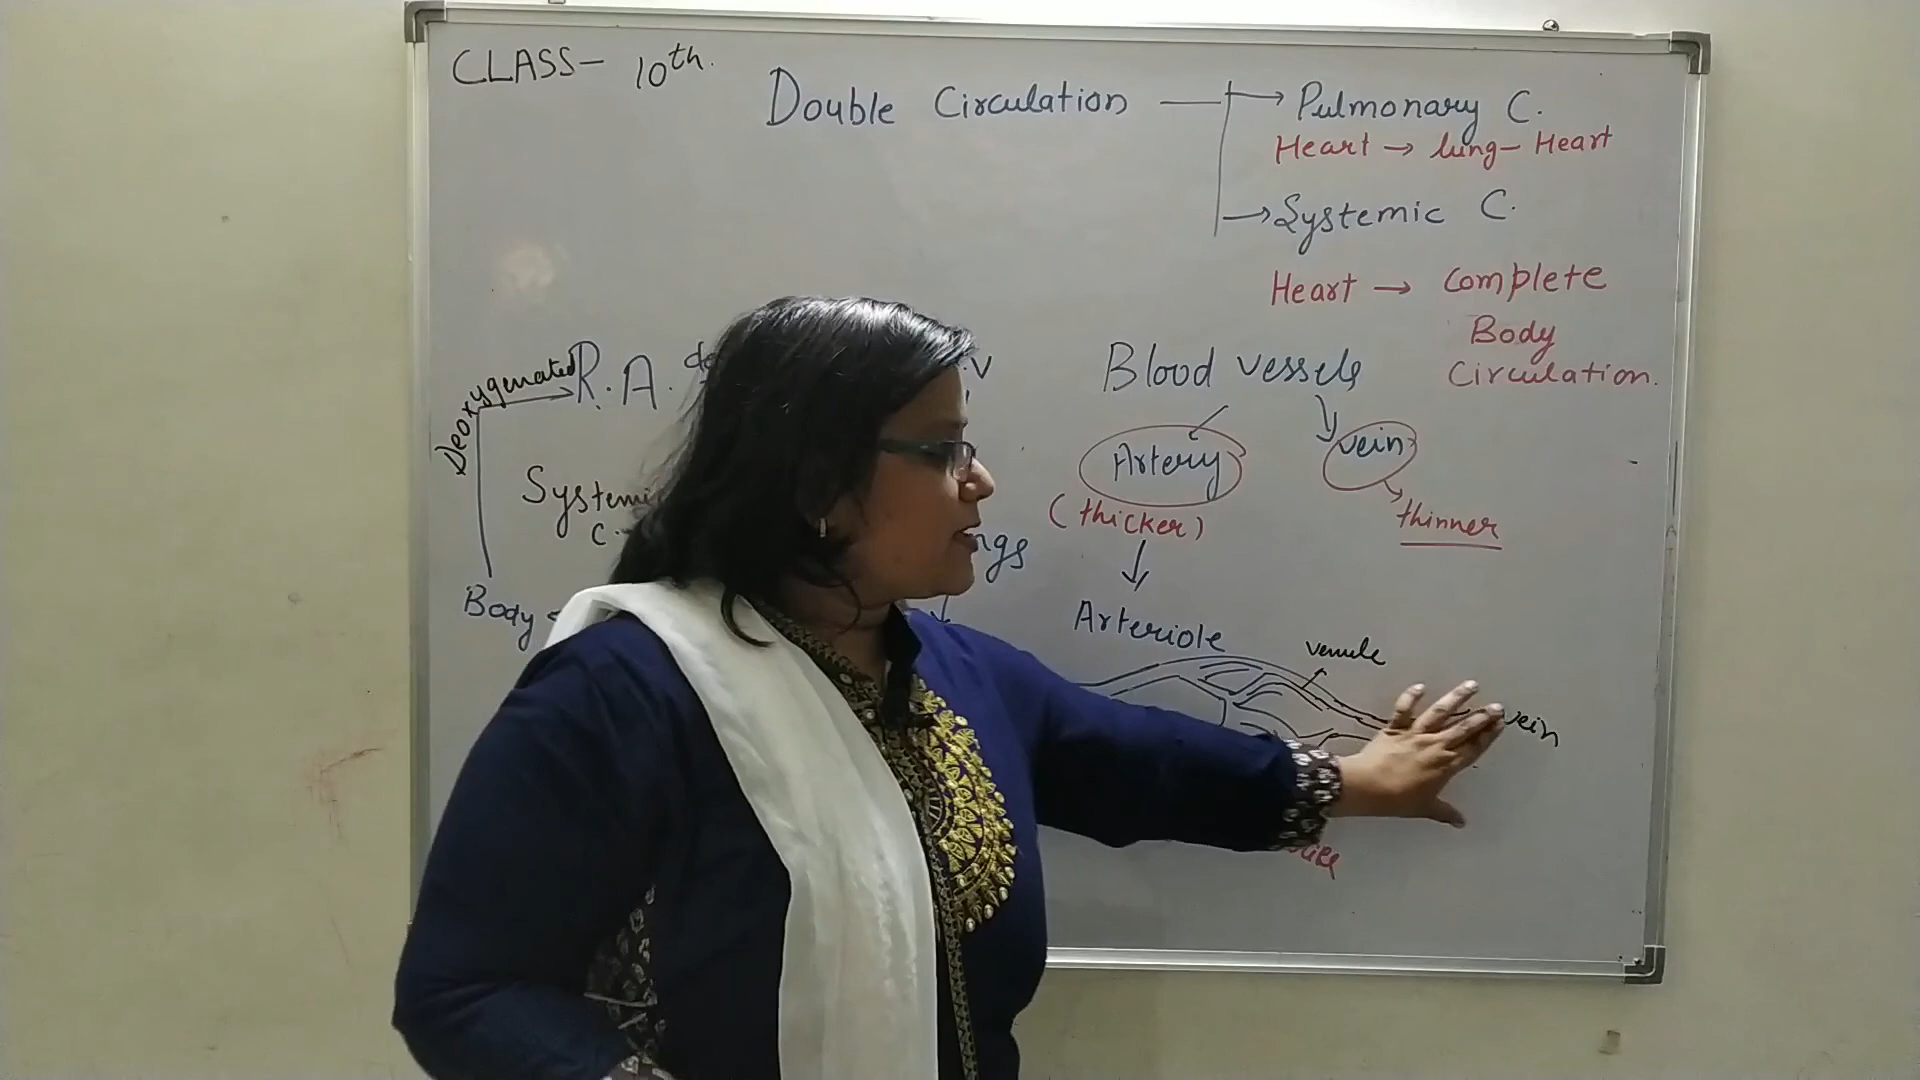 CLASS- 10th.
Double Circulation
Pulmonary C.
Heart → lung- Heart
Systemic C.
Heart → Complete
Body
Circulation.
Deoxygenated
R.A.
Blood vessels
Artery
vein
(thicker)
thinner
Systemi
C.
Body
Arteriole
venule
vein